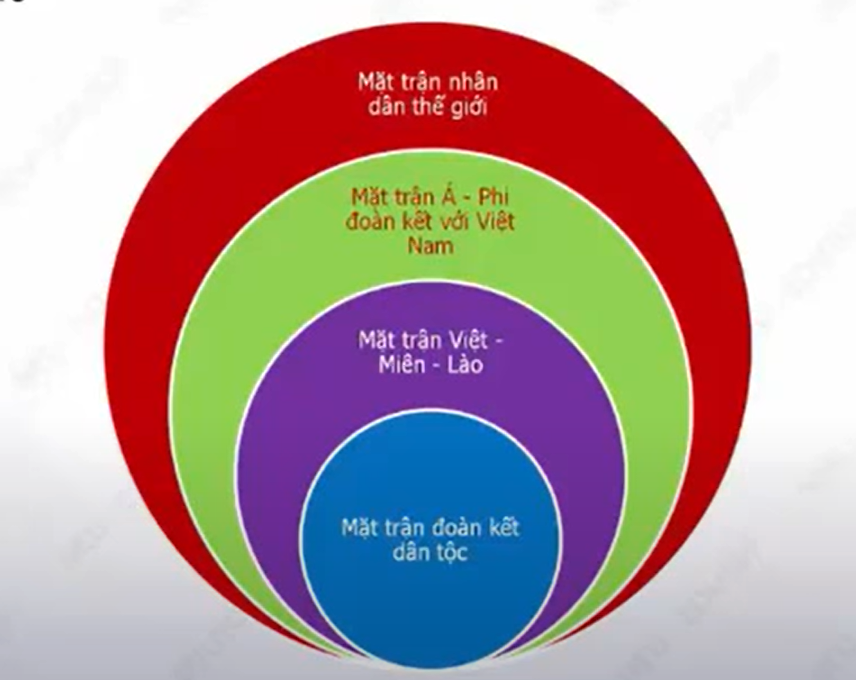 Mặt trận nhân
dân thế giới
Mặt trận Á - Phi
đoàn kết với Việt
Nam
Mặt trận Việt -
Miên - Lào
Mặt trận đoàn kết
dân tộc